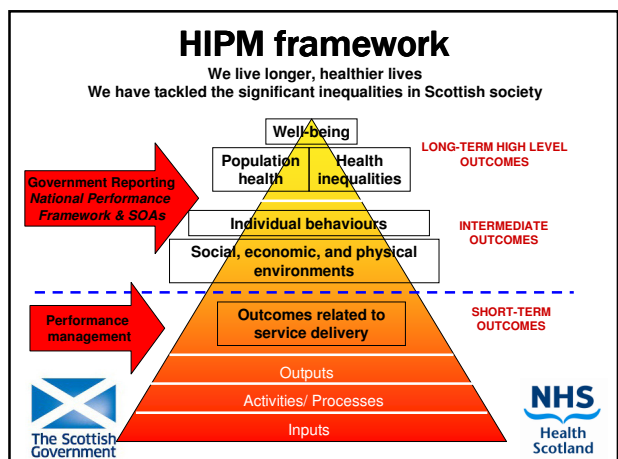 HIPM framework
We live longer, healthier lives
We have tackled the significant inequalities in Scottish society
Well-being
LONG-TERM HIGH LEVEL
OUTCOMES
Population
health
Health
inequalities
Government Reporting
National Performance
Framework & SOAs
Individual behaviours
INTERMEDIATE
OUTCOMES
Social, economic, and physical
environments
Performance
management
Outcomes related to
service delivery
SHORT-TERM
OUTCOMES
Outputs
Activities/ Processes
Inputs
The Scottish
Government
NHS
Health
Scotland